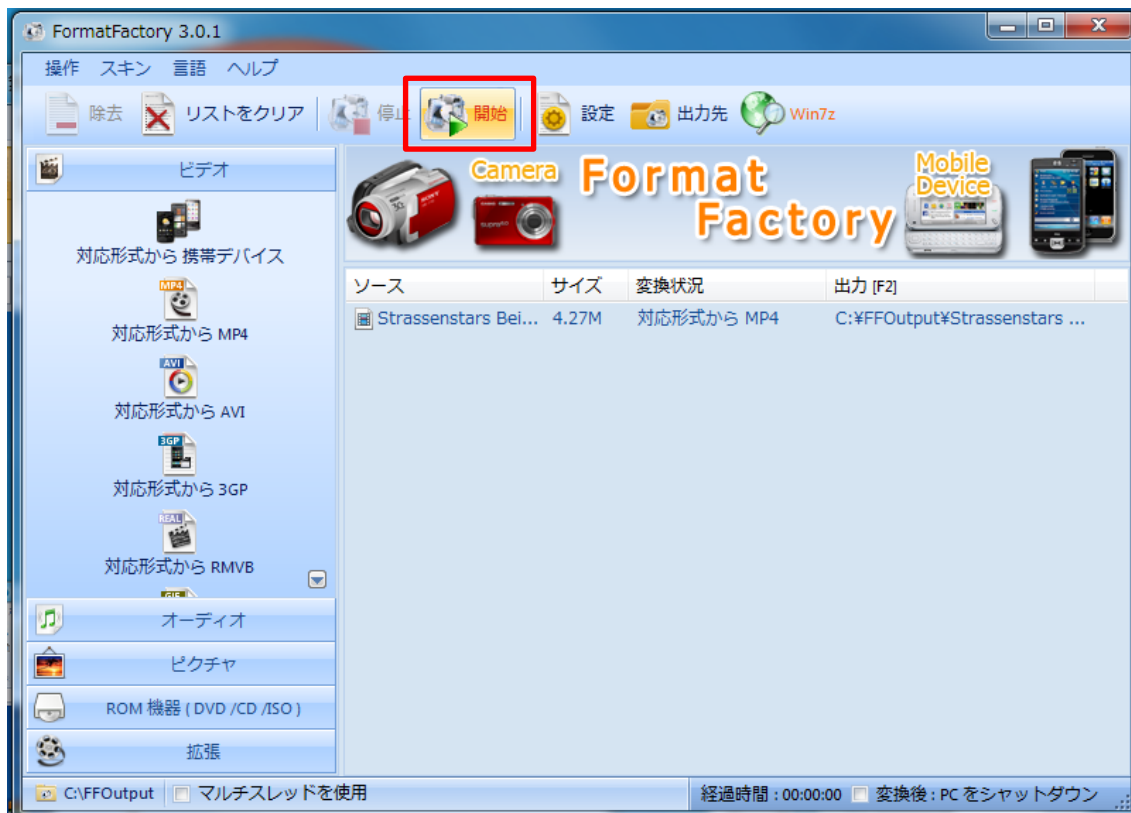 FormatFactory 3.0.1
操作 スキン 言語 ヘルプ
除去 リストをクリア 停止 開始 設定 出力先 Win7z
ビデオ
対応形式から 携帯デバイス
MP4
対応形式から MP4
AVI
対応形式から AVI
3GP
対応形式から 3GP
REAL
対応形式から RMVB
オーディオ
ピクチャ
ROM 機器 ( DVD /CD /ISO )
拡張
Camera
Format
Factory
Mobile
Device
SONY
ソース サイズ 変換状況 出力 [F2]
Strassenstars Bei... 4.27M 対応形式から MP4 C:¥FFOutput¥Strassenstars ...
C:\FFOutput マルチスレッドを使用 経過時間 : 00:00:00 変換後 : PC をシャットダウン